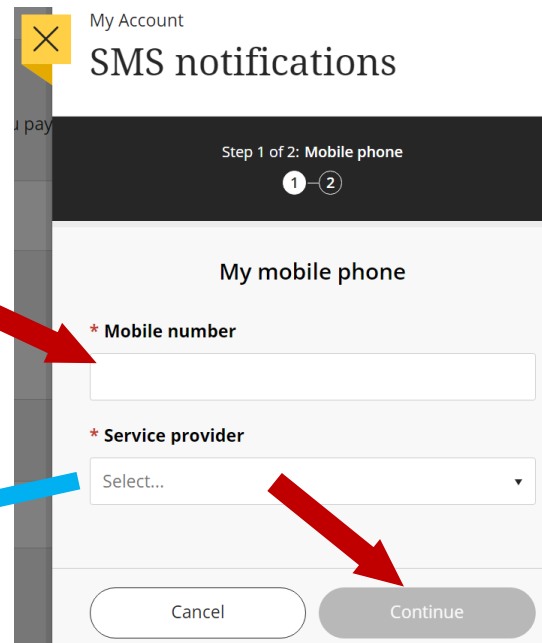 My Account
SMS notifications
u pay
Step 1 of 2: Mobile phone
1 2
My mobile phone
* Mobile number
* Service provider
Select...
Cancel
Continue